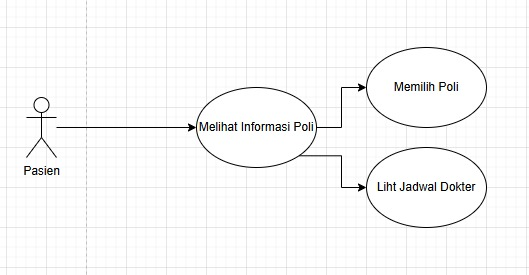 Memilih Poli
Melihat Informasi Poli
Pasien
Liht Jadwal Dokter